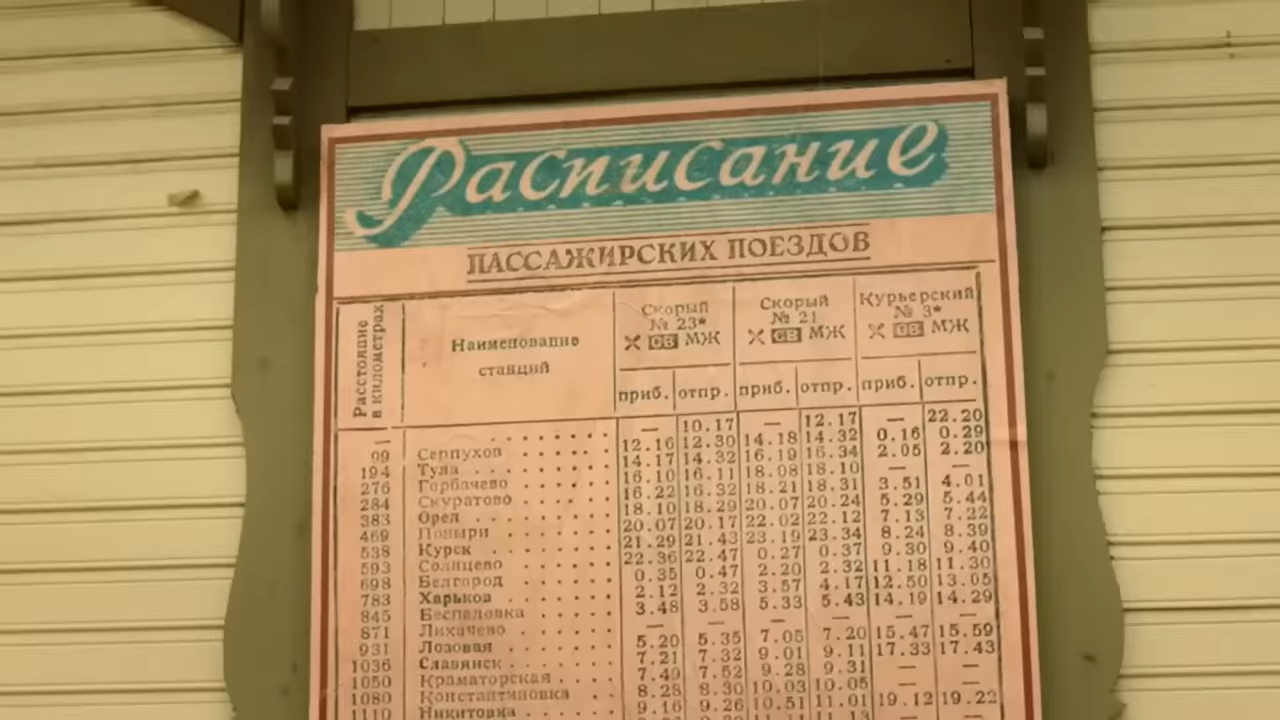 Расписание
ПАССАЖИРСКИХ ПОЕЗДОВ
Расстояние в километрах
Наименование
станций
Скорый
№ 23*
СВ МЖ
Скорый
№ 21
СВ МЖ
Курьерский
№ 3*
СВ МЖ
приб. отпр. приб. отпр. приб. отпр.
— — 10.17 — 12.17 — 22.20
99 Серпухов 12.16 12.30 14.18 14.32 0.16 0.29
194 Тула 14.17 14.32 16.19 16.34 2.05 2.20
276 Горбачево 16.10 16.11 18.08 18.10 — —
284 Скуратово 16.22 16.32 18.21 18.31 3.51 4.01
383 Орел 18.10 18.29 20.07 20.24 5.29 5.44
469 Поныри 20.07 20.17 22.02 22.12 7.13 7.22
538 Курск 21.29 21.43 23.19 23.34 8.24 8.39
593 Солнцево 22.36 22.47 0.27 0.37 9.30 9.40
698 Белгород 0.35 0.47 2.20 2.32 11.18 11.30
783 Харьков 2.12 2.32 3.57 4.17 12.50 13.05
845 Беспаловка 3.48 3.58 5.33 5.43 14.19 14.29
871 Лихачево — — — — — —
931 Лозовая 5.20 5.35 7.05 7.20 15.47 15.59
1036 Славянск 7.21 7.32 9.01 9.11 17.33 17.43
1050 Краматорская 7.49 7.52 9.28 9.31 — —
1080 Константиновка 8.28 8.30 10.03 10.05 — —
1110 Никитовка 9.16 9.26 10.51 11.01 19.12 19.22